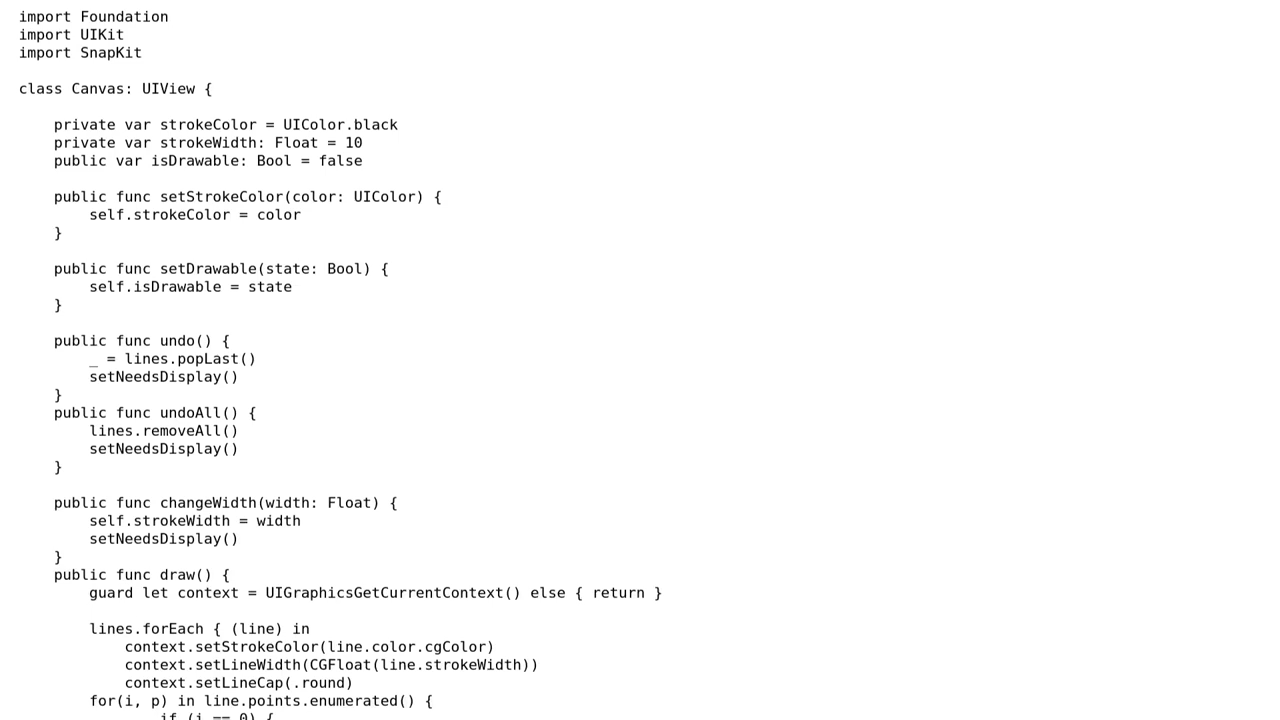 import Foundation
import UIKit
import SnapKit

class Canvas: UIView {

    private var strokeColor = UIColor.black
    private var strokeWidth: Float = 10
    public var isDrawable: Bool = false

    public func setStrokeColor(color: UIColor) {
        self.strokeColor = color
    }

    public func setDrawable(state: Bool) {
        self.isDrawable = state
    }

    public func undo() {
        _ = lines.popLast()
        setNeedsDisplay()
    }
    public func undoAll() {
        lines.removeAll()
        setNeedsDisplay()
    }

    public func changeWidth(width: Float) {
        self.strokeWidth = width
        setNeedsDisplay()
    }
    public func draw() {
        guard let context = UIGraphicsGetCurrentContext() else { return }

        lines.forEach { (line) in
            context.setStrokeColor(line.color.cgColor)
            context.setLineWidth(CGFloat(line.strokeWidth))
            context.setLineCap(.round)
        for(i, p) in line.points.enumerated() {
                if (i == 0) {